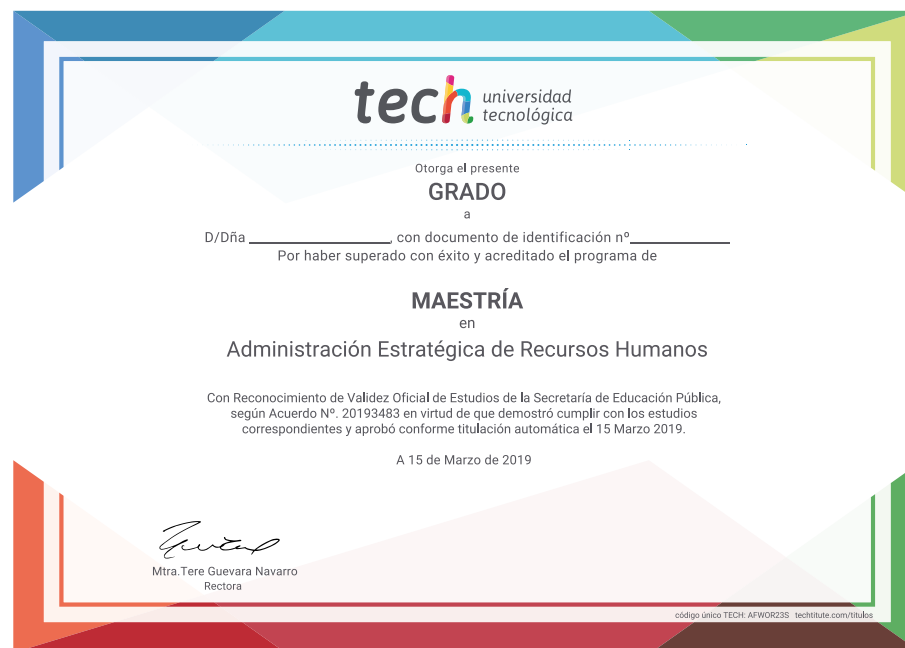 tech universidad
tecnológica
Otorga el presente
GRADO
a
D/Dña ________________, con documento de identificación nº____________
Por haber superado con éxito y acreditado el programa de
MAESTRÍA
en
Administración Estratégica de Recursos Humanos
Con Reconocimiento de Validez Oficial de Estudios de la Secretaría de Educación Pública,
según Acuerdo Nº. 20193483 en virtud de que demostró cumplir con los estudios
correspondientes y aprobó conforme titulación automática el 15 Marzo 2019.
A 15 de Marzo de 2019
Mtra.Tere Guevara Navarro
Rectora
código único TECH: AFWOR23S techtitute.com/titulos